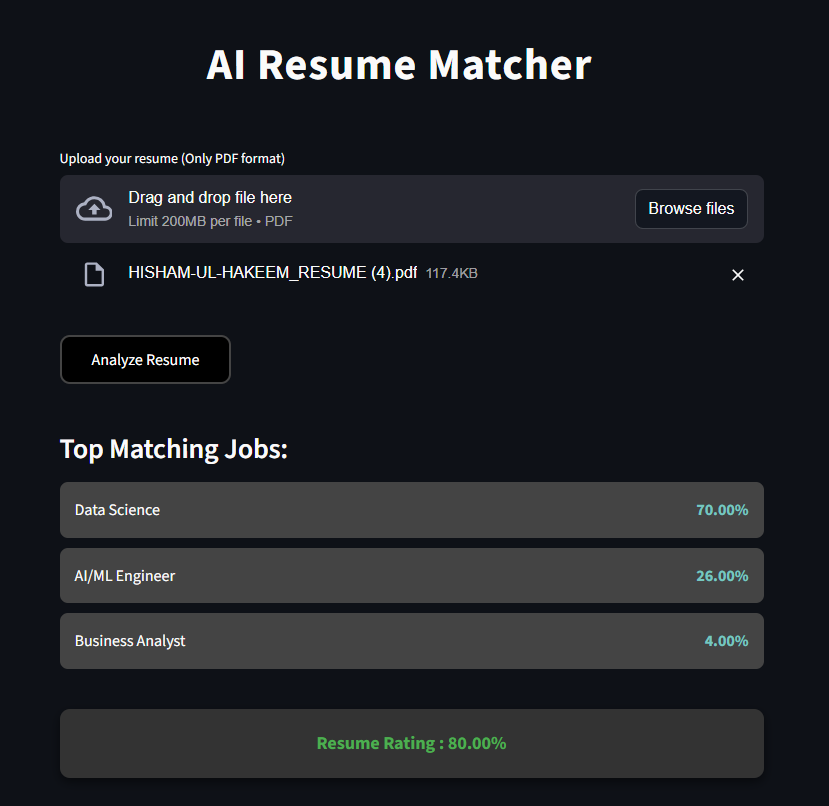 AI Resume Matcher
Upload your resume (Only PDF format)
Drag and drop file here
Limit 200MB per file • PDF
Browse files
HISHAM-UL-HAKEEM_RESUME (4).pdf 117.4KB
Analyze Resume
Top Matching Jobs:
Data Science 70.00%
AI/ML Engineer 26.00%
Business Analyst 4.00%
Resume Rating : 80.00%